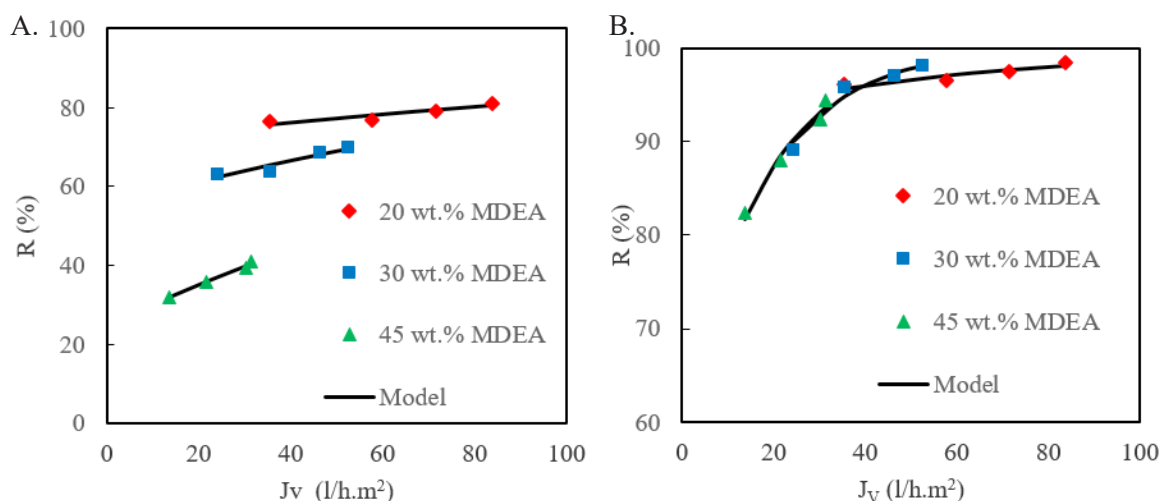 A.
100
80
60
40
20
0
R (%)
20 wt.% MDEA
30 wt.% MDEA
45 wt.% MDEA
Model
0 20 40 60 80 100
Jv (l/h.m²)
B.
100
90
80
70
60
R (%)
20 wt.% MDEA
30 wt.% MDEA
45 wt.% MDEA
Model
0 20 40 60 80 100
Jv (l/h.m²)